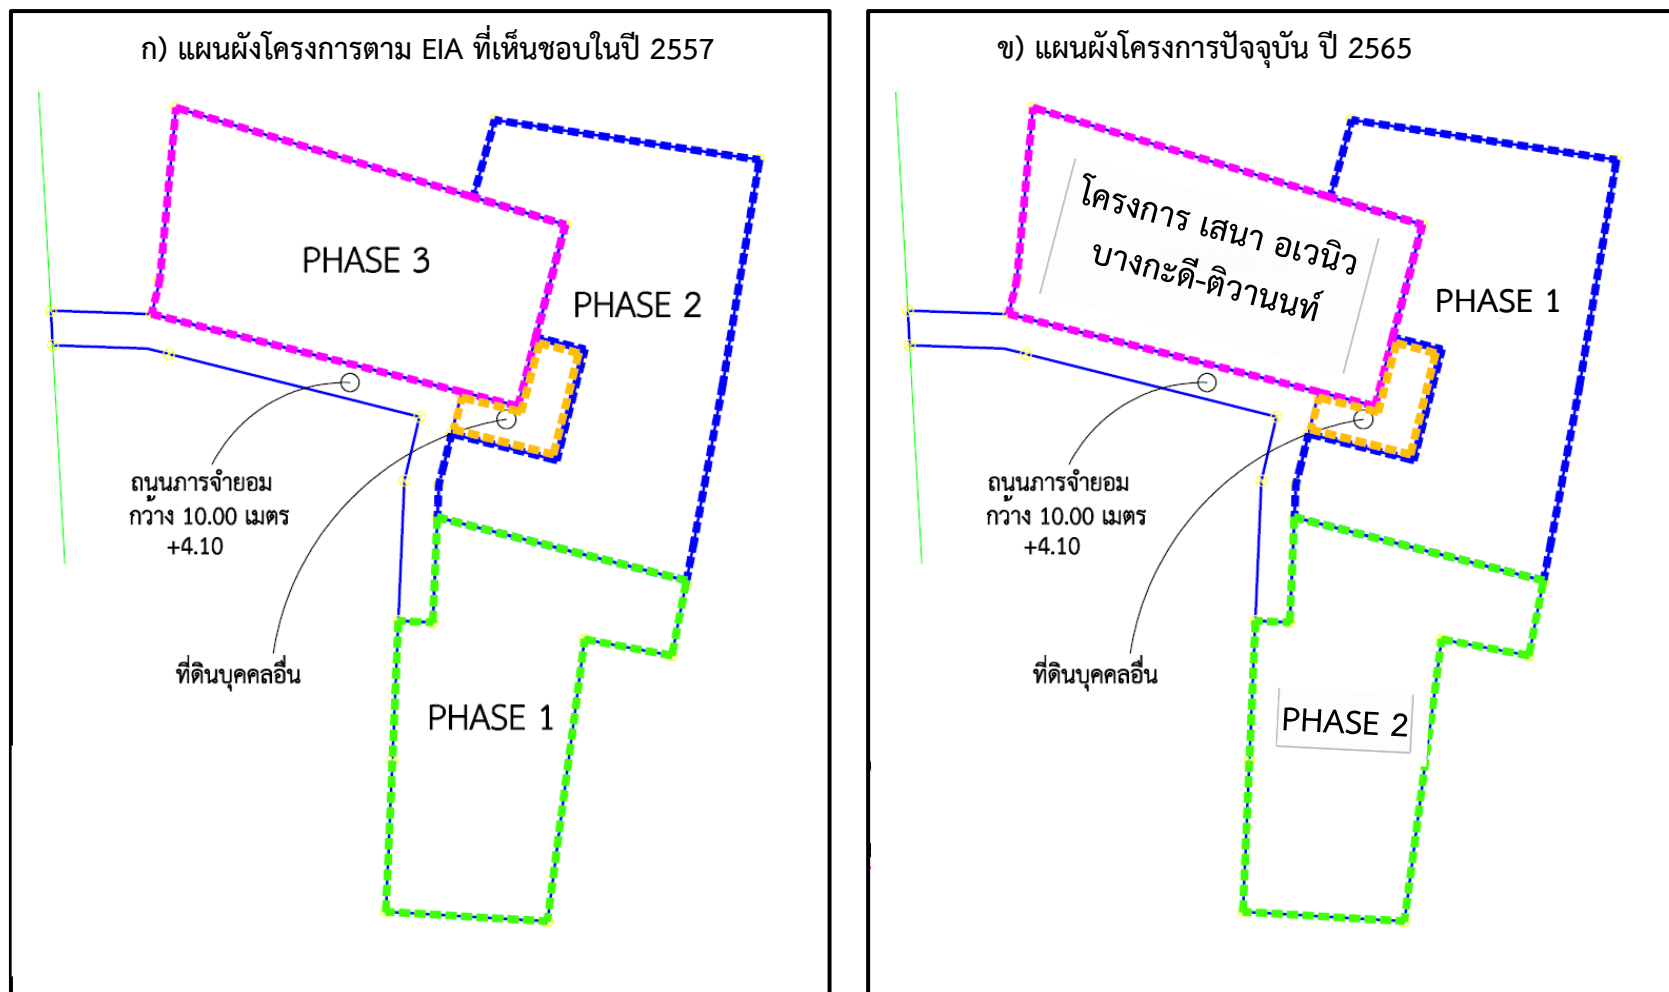 ก) แผนผังโครงการตาม EIA ที่เห็นชอบในปี 2557
PHASE 3
PHASE 2
ถนนภารจำยอม
กว้าง 10.00 เมตร
+4.10
ที่ดินบุคคลอื่น
PHASE 1
ข) แผนผังโครงการปัจจุบัน ปี 2565
โครงการ เสนา อเวนิว
บางกะดี-ติวานนท์
PHASE 1
ถนนภารจำยอม
กว้าง 10.00 เมตร
+4.10
ที่ดินบุคคลอื่น
PHASE 2